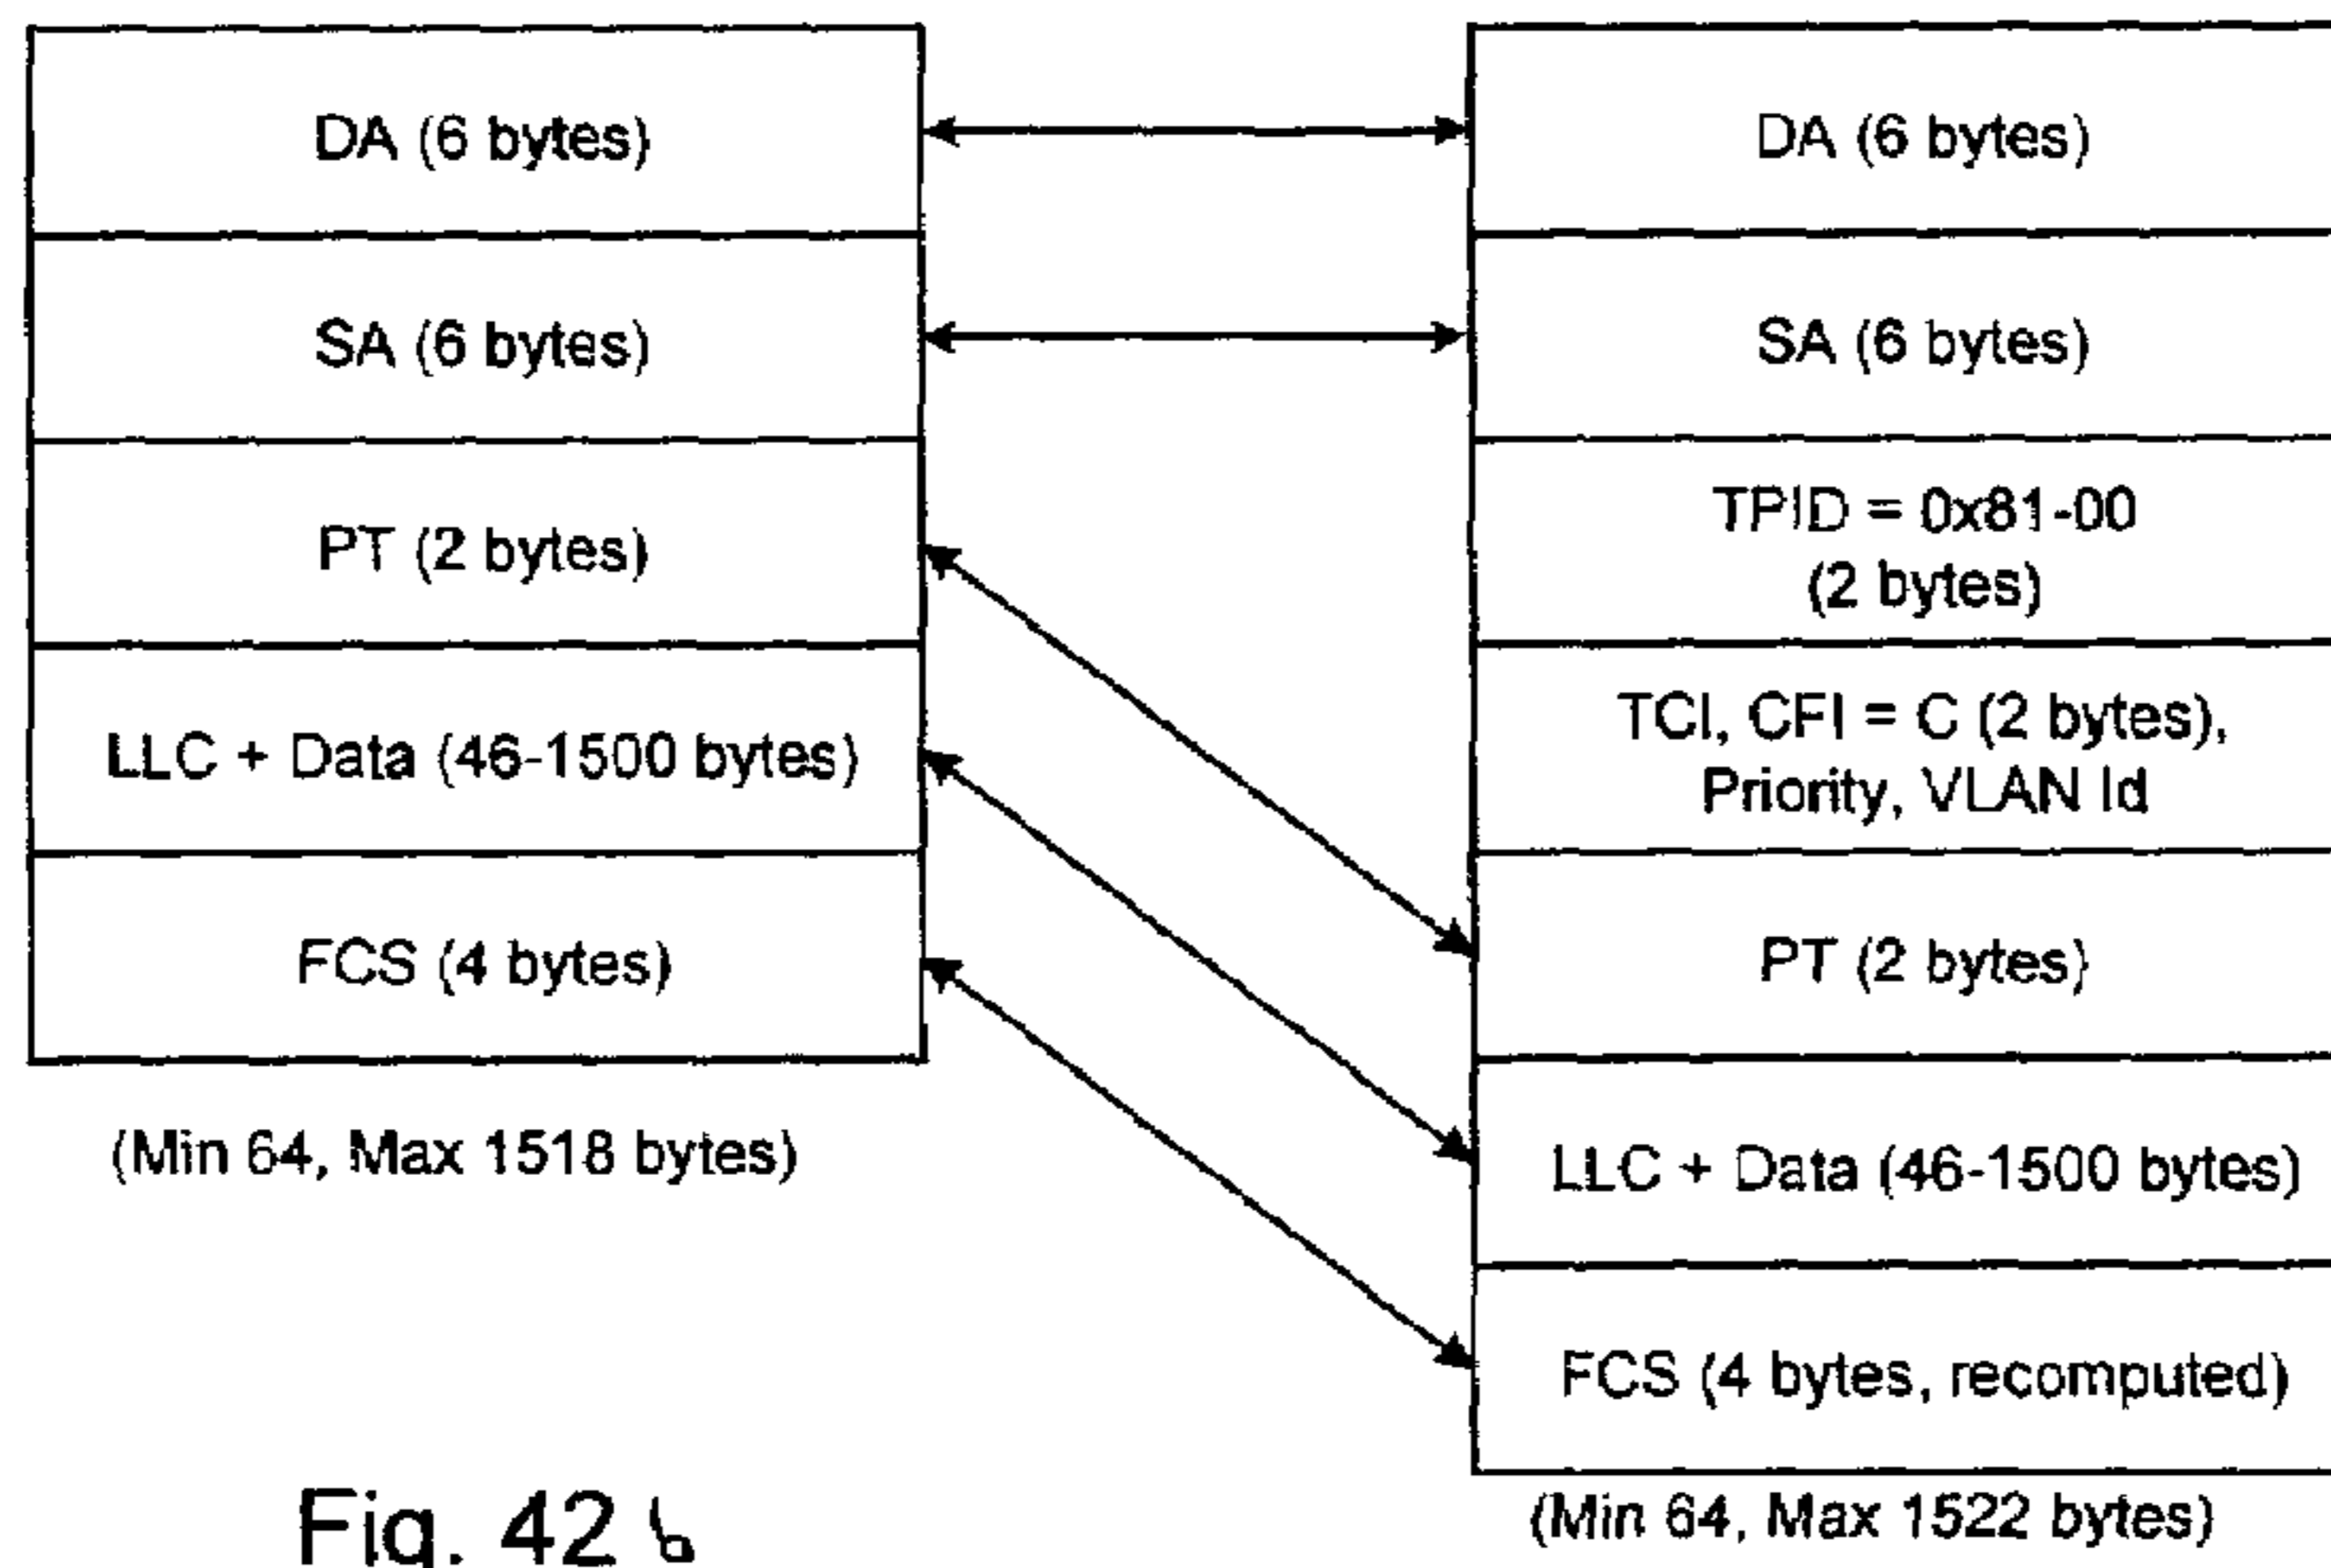 DA (6 bytes)
SA (6 bytes)
PT (2 bytes)
LLC + Data (46-1500 bytes)
FCS (4 bytes)
(Min 64, Max 1518 bytes)
DA (6 bytes)
SA (6 bytes)
TPID = 0x81-00
(2 bytes)
TCI, CFI = C (2 bytes),
Priority, VLAN Id
PT (2 bytes)
LLC + Data (46-1500 bytes)
FCS (4 bytes, recomputed)
(Min 64, Max 1522 bytes)
Fig. 42 b